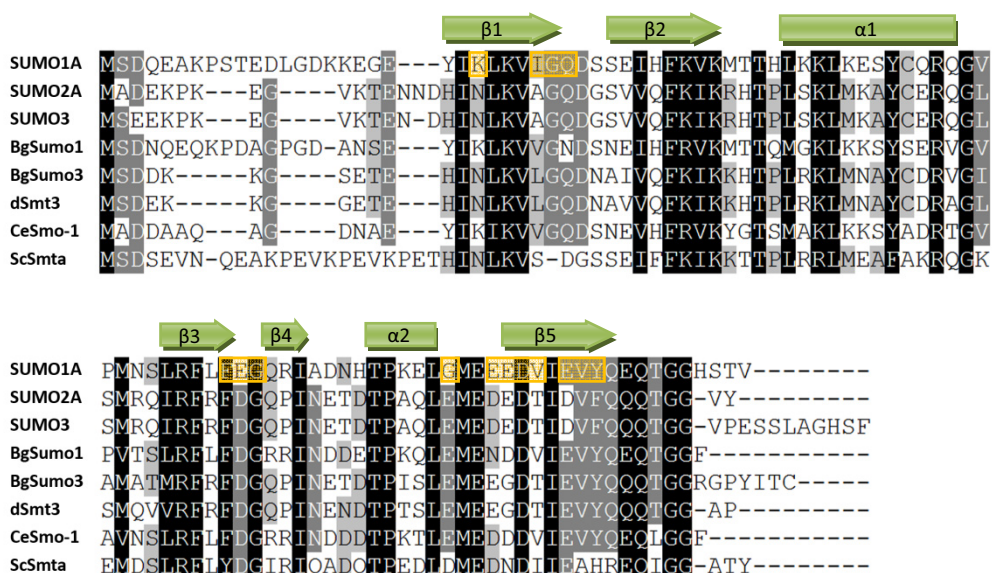 β1 β2 α1
SUMO1A MSDQEAKPSTEDLGDKKEGE---YIKLKVIGQDSSEIHFKVKMTTHLKKLKESYCQRQGV
SUMO2A MADEKPK---EG----VKTENNDHINLKVAGQDGSVVQFKIKRHTPLSKLMKAYCERQGL
SUMO3 MSEEKPK---EG----VKTEN-DHINLKVAGQDGSVVQFKIKRHTPLSKLMKAYCERQGL
BgSumo1 MSDNQEQKPDAGPGD-ANSE---YIKLKVVGNDSNEIHFRVKMTTQMGKLKKSYSERVGV
BgSumo3 MSDDK-----KG----SETE---HINLKVLGQDNAIVQFKIKKHTPLRKLMKAYCDRQGI
dSmt3 MSDEK-----KG----GETE---HINLKVLGQDNAVVQFKIKKHTPLRKLMNAYCDRAGL
CeSmo-1 MADDAAQ---AG----DNAE---YIKIKVVGQDSNEVHFRVKYGTSMAKLKKSYADRTGV
ScSmta MSDSEVN-QEAKPEVKPEVKPETHINLKVS-DGSSEIFFKIKKTTPLRRLMEAFAKRQGK
β3 β4 α2 β5
SUMO1A PMNSLRFLFEGQRIADNHTPKELGMEEEDVIEVYQEQTGGHSTV--------
SUMO2A SMRQIRFRFDGQPINETDTPAQLEMEDEDTIDVFQQQTGG-VY---------
SUMO3 SMRQIRFRFDGQPINETDTPAQLEMEDEDTIDVFQQQTGG-VPESSLAGHSF
BgSumo1 PVTSLRFLFDGRRINDDETPKQLEMENDDVIEVYQEQTGGF-----------
BgSumo3 AMATMRFRFDGQPINETDTPISLEMEEGDTIEVYQQQTGGRGPYITC-----
dSmt3 SMQVVRFRFDGQPINENDTPTSLEMEEGDTIEVYQQQTGG-AP---------
CeSmo-1 AVNSLRFLFDGRRINDDDTPKTLEMEDDDVIEVYQEQLGGF-----------
ScSmta EMDSLRFLYDGIRIQADQTPEDLDMEDNDIIEAHREQIGG-ATY--------